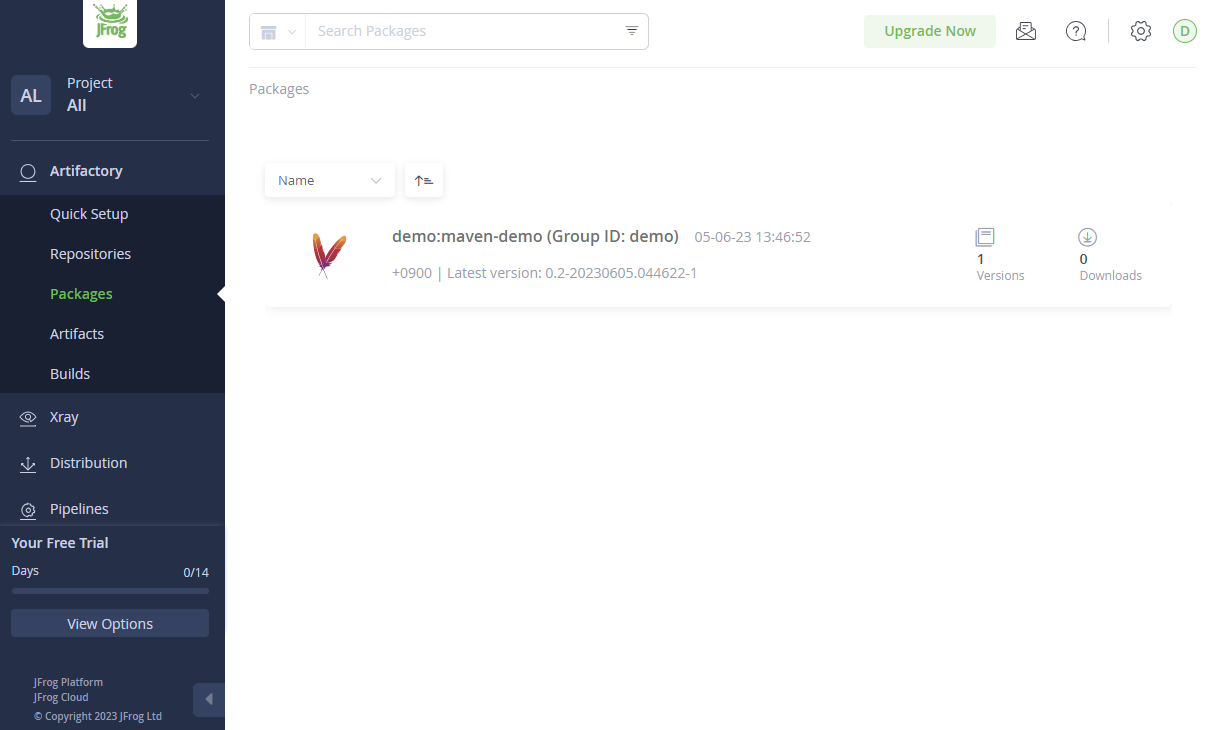 JFrog
Search Packages
Upgrade Now
D
AL
Project
All
Packages
Artifactory
Quick Setup
Repositories
Packages
Artifacts
Builds
Xray
Distribution
Pipelines
Name
demo:maven-demo (Group ID: demo) 05-06-23 13:46:52
+0900 | Latest version: 0.2-20230605.044622-1
1
Versions
0
Downloads
Your Free Trial
Days 0/14
View Options
JFrog Platform
JFrog Cloud
© Copyright 2023 JFrog Ltd